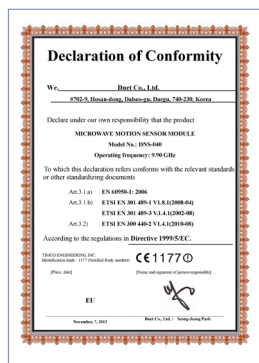 Declaration of Conformity
We, Dnet Co., Ltd.
#702-9, Hosan-dong, Dalseo-gu, Daegu, 740-230, Korea
Declare under our own responsibility that the product
MICROWAVE MOTION SENSOR MODULE
Model No.: DNS-040
Operating frequency: 9.90 GHz
To which this declaration refers conforms with the relevant standards
or other standardizing documents
Art.3.1.a) EN 60950-1: 2006
Art.3.1.b) ETSI EN 301 489-1 V1.8.1(2008-04)
ETSI EN 301 489-3 V.1.4.1(2002-08)
Art.3.2) ETSI EN 300 440-2 V1.4.1(2010-08)
According to the regulations in Directive 1999/5/EC.
TIMCO ENGINEERING, INC.
Identification mark : 1177 (Notified Body number)
CE1177
[Place, date] [Name and signature of person responsible]
EU
November, 7, 2012 Dnet Co., Ltd. / Seung-Jeong Park